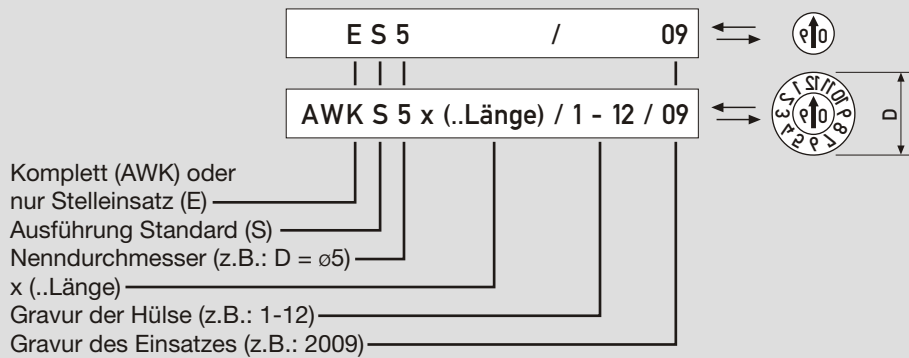 E S 5 / 09
AWK S 5 x (..Länge) / 1 - 12 / 09
D
Komplett (AWK) oder
nur Stelleinsatz (E)
Ausführung Standard (S)
Nenndurchmesser (z.B.: D = ø5)
x (..Länge)
Gravur der Hülse (z.B.: 1-12)
Gravur des Einsatzes (z.B.: 2009)